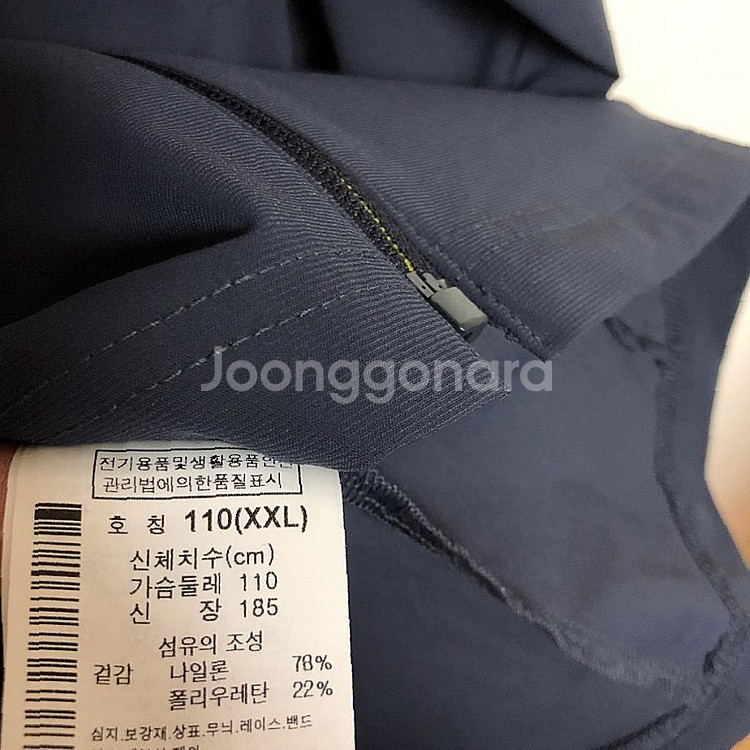 Joonggonara
전기용품및생활용품안전
관리법에의한품질표시
호 칭 110(XXL)
신체치수(cm)
가슴둘레 110
신 장 185
섬유의 조성
겉감 나일론 78%
폴리우레탄 22%
심지.보강재.상표.무늬.레이스.밴드